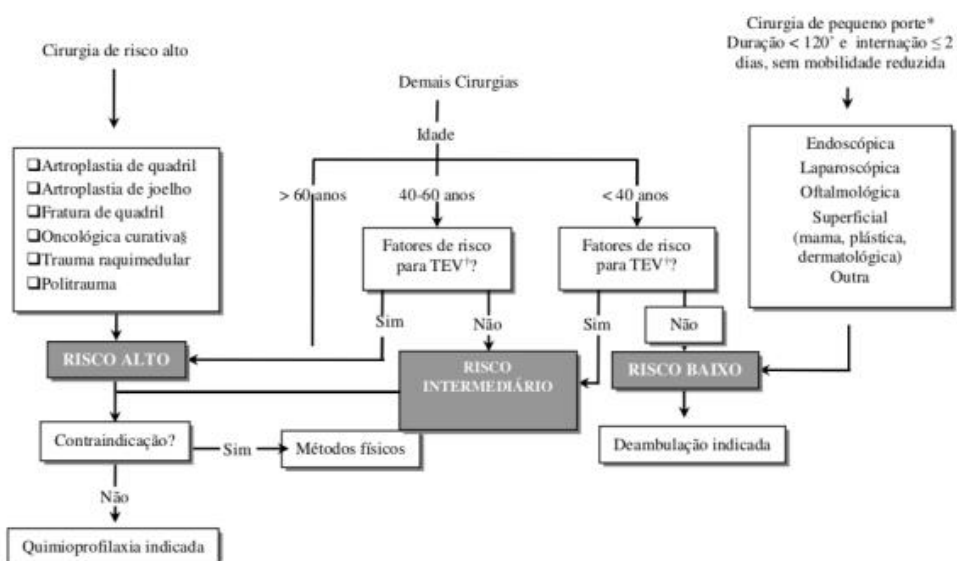 Cirurgia de risco alto
❑Artroplastia de quadril
❑Artroplastia de joelho
❑Fratura de quadril
❑Oncológica curativa§
❑Trauma raquimedular
❑Politrauma
Demais Cirurgias
Idade
> 60 anos
40-60 anos
< 40 anos
Fatores de risco
para TEV†?
Fatores de risco
para TEV†?
Sim
Não
Sim
Não
Cirurgia de pequeno porte*
Duração < 120' e internação ≤ 2
dias, sem mobilidade reduzida
Endoscópica
Laparoscópica
Oftalmológica
Superficial
(mama, plástica,
dermatológica)
Outra
RISCO ALTO
RISCO
INTERMEDIÁRIO
RISCO BAIXO
Contraindicação?
Sim
Métodos físicos
Deambulação indicada
Não
Quimioprofilaxia indicada